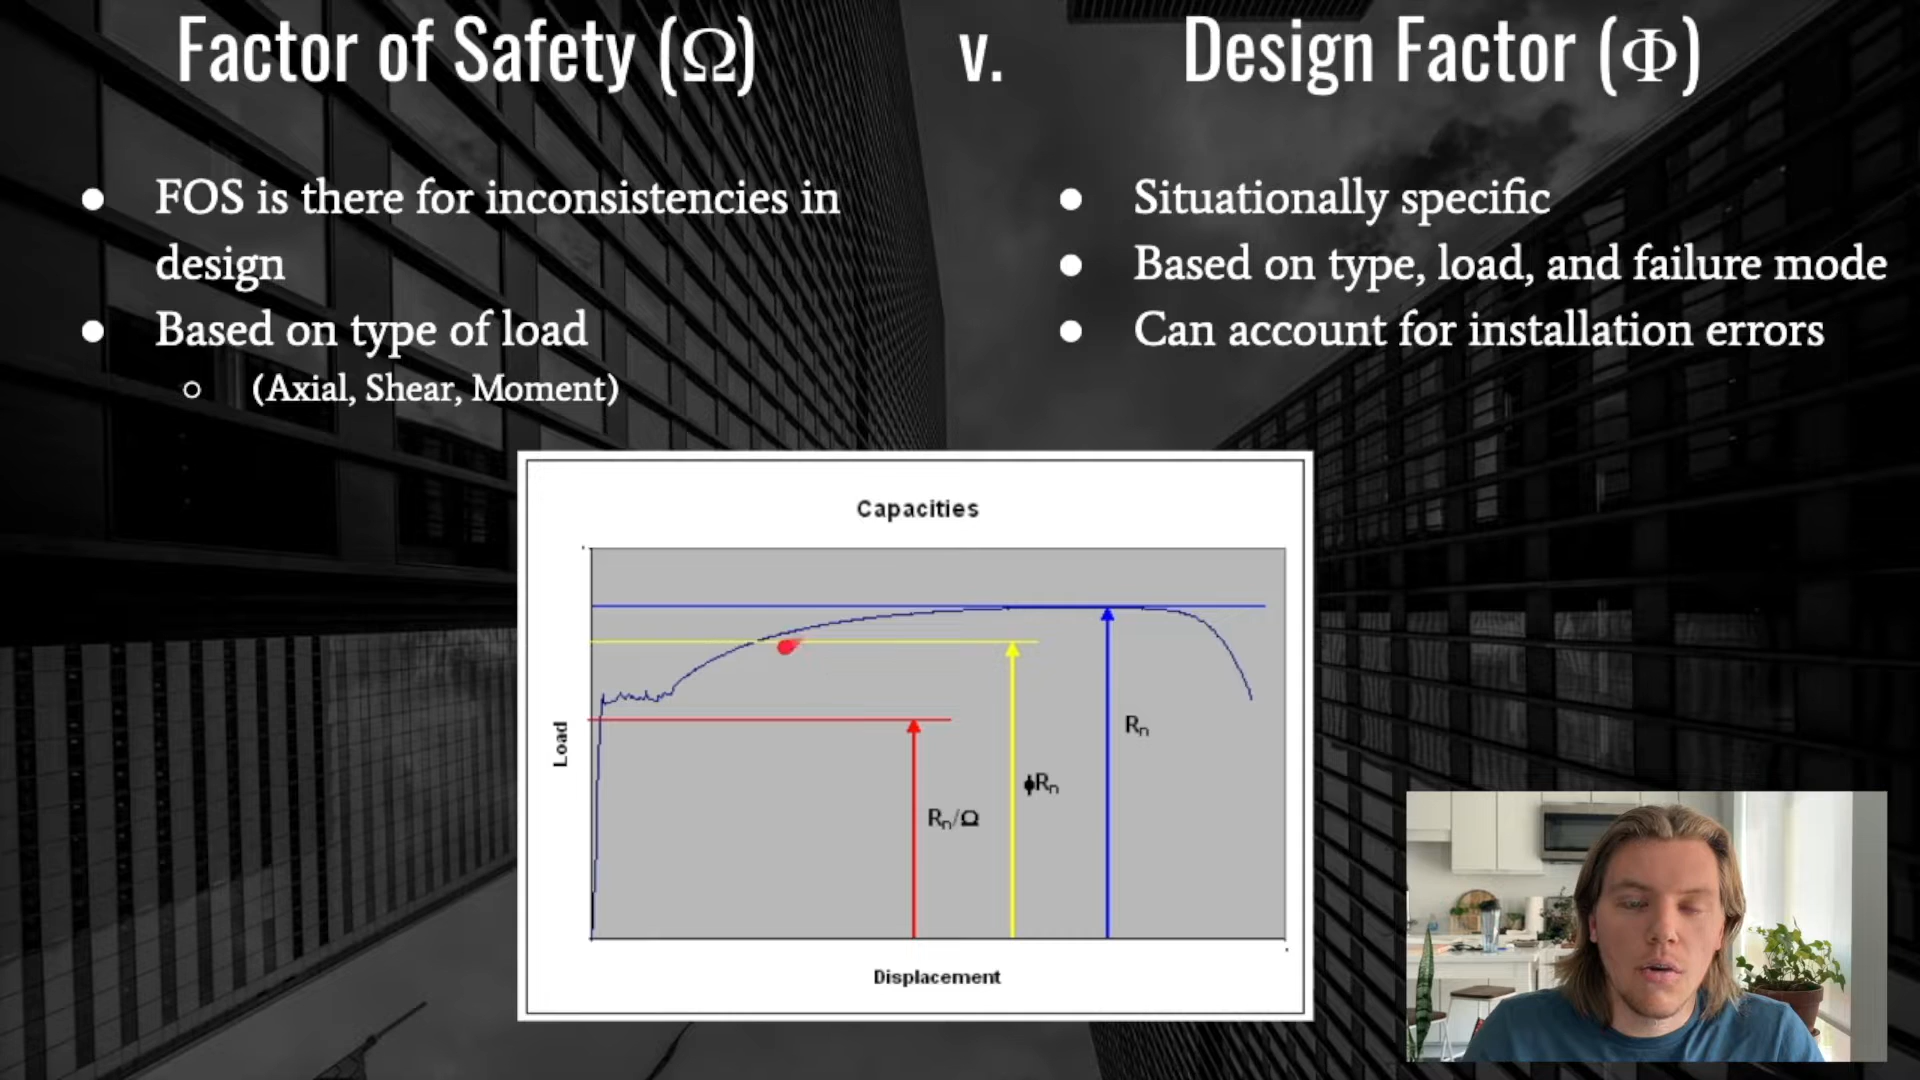 Factor of Safety (Ω)
v.
Design Factor (Φ)
● FOS is there for inconsistencies in
design
● Based on type of load
○ (Axial, Shear, Moment)
● Situationally specific
● Based on type, load, and failure mode
● Can account for installation errors
Capacities
Load
Rn
ϕRn
Rn/Ω
Displacement